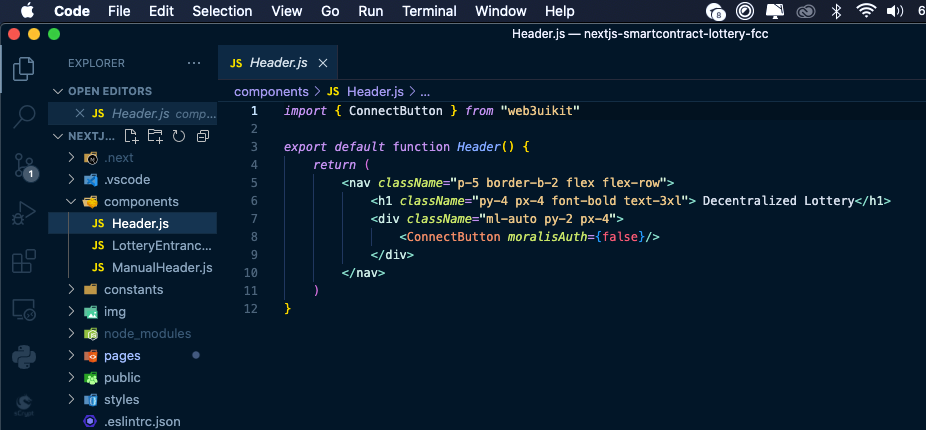 Code File Edit Selection View Go Run Terminal Window Help 8 6
Header.js — nextjs-smartcontract-lottery-fcc
EXPLORER ...
JS Header.js ×
OPEN EDITORS
components > JS Header.js > ...
× JS Header.js comp...
NEXTJ...
.next
.vscode
components
JS Header.js
JS LotteryEntranc...
JS ManualHeader.js
constants
img
node_modules
pages
public
styles
.eslintrc.json
1
1 import { ConnectButton } from "web3uikit"
2
3 export default function Header() {
4 return (
5 <nav className="p-5 border-b-2 flex flex-row">
6 <h1 className="py-4 px-4 font-bold text-3xl"> Decentralized Lottery</h1>
7 <div className="ml-auto py-2 px-4">
8 <ConnectButton moralisAuth={false}/>
9 </div>
10 </nav>
11 )
12 }